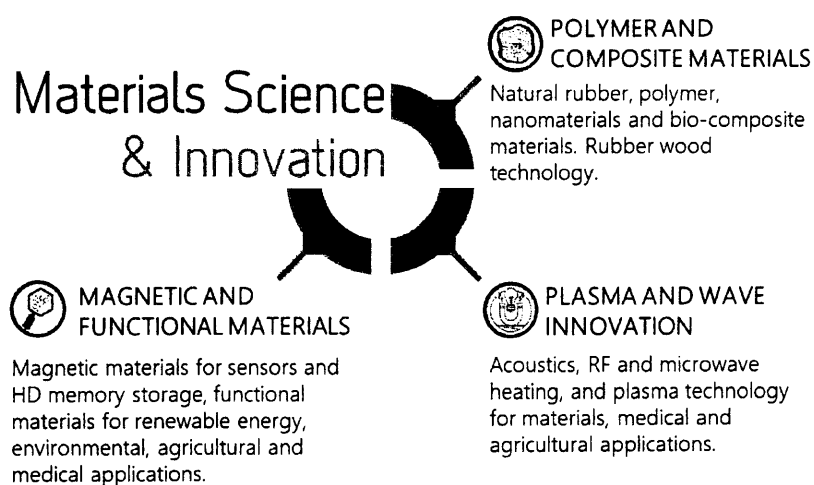 Materials Science
& Innovation
POLYMER AND
COMPOSITE MATERIALS
Natural rubber, polymer,
nanomaterials and bio-composite
materials. Rubber wood
technology.
MAGNETIC AND
FUNCTIONAL MATERIALS
Magnetic materials for sensors and
HD memory storage, functional
materials for renewable energy,
environmental, agricultural and
medical applications.
PLASMA AND WAVE
INNOVATION
Acoustics, RF and microwave
heating, and plasma technology
for materials, medical and
agricultural applications.